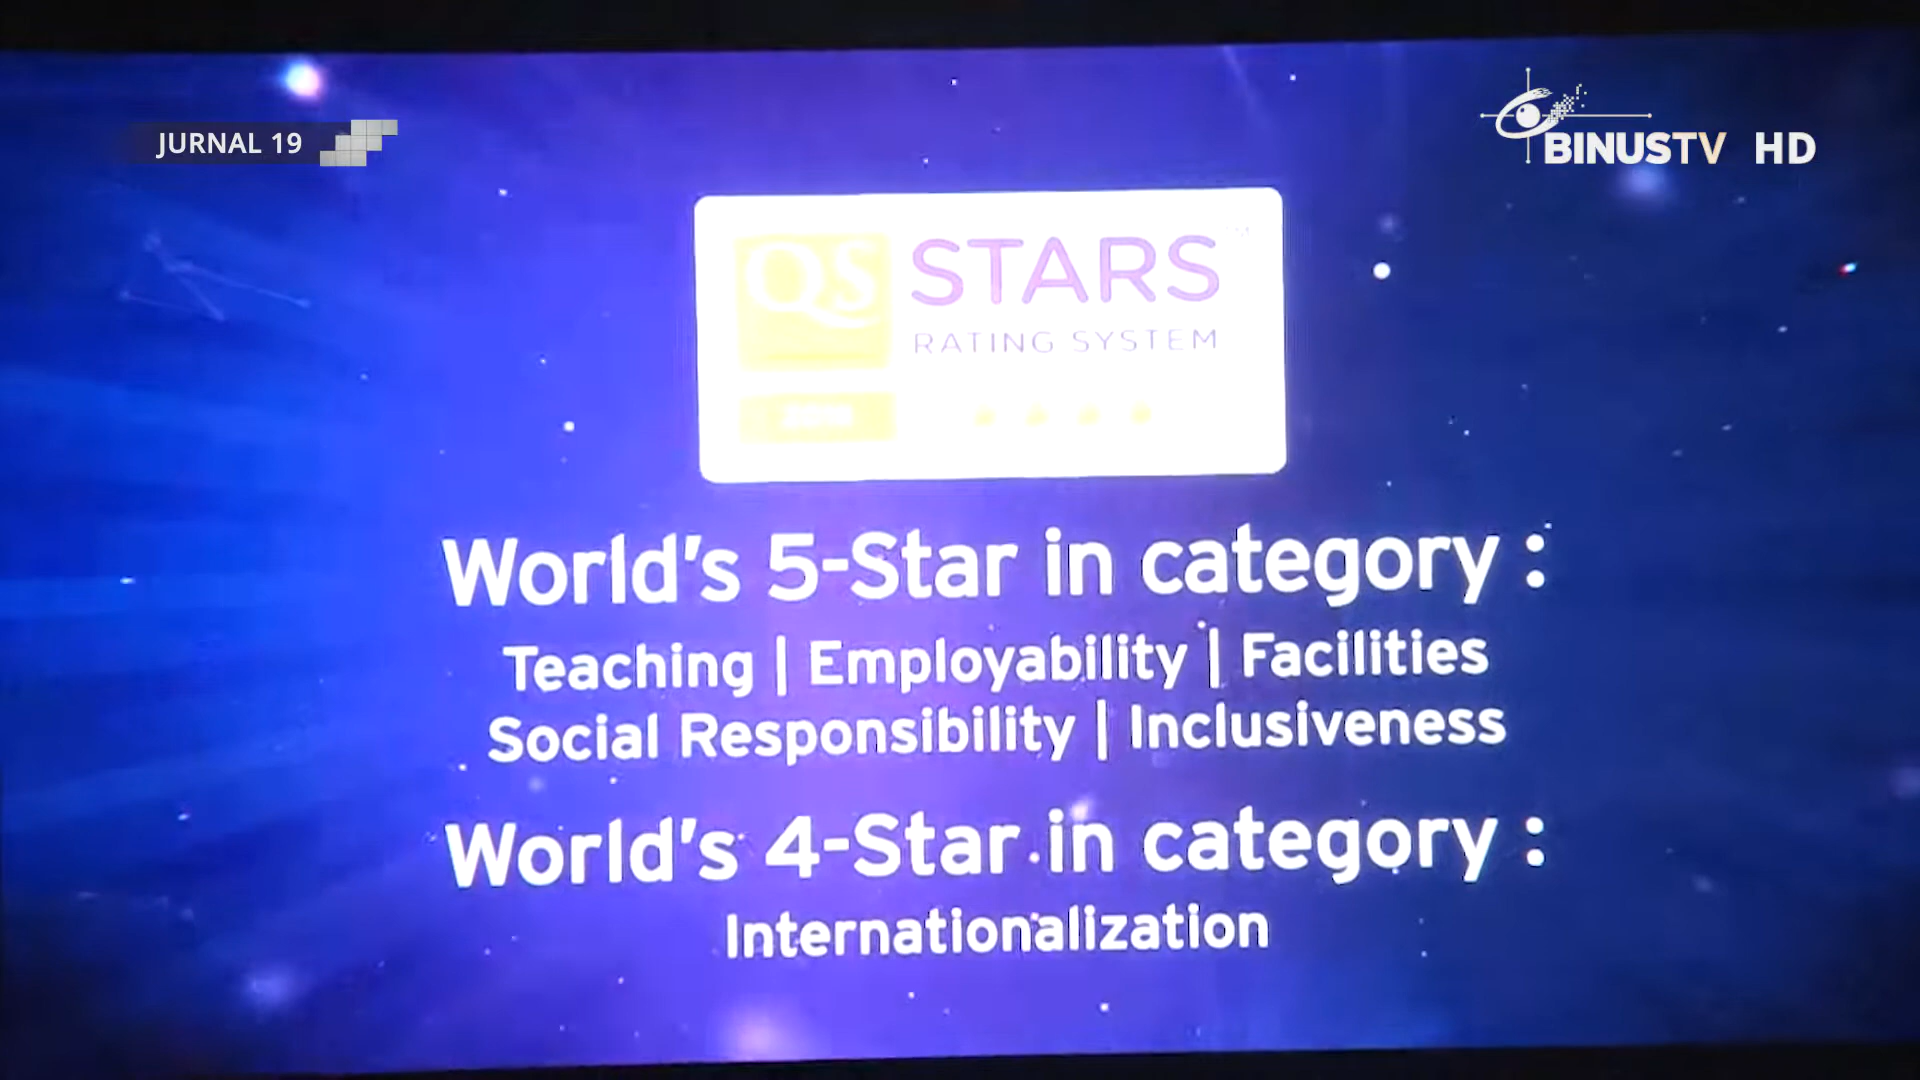 JURNAL 19
BINUSTV HD
QS STARS™
RATING SYSTEM
World's 5-Star in category :
Teaching | Employability | Facilities
Social Responsibility | Inclusiveness
World's 4-Star in category :
Internationalization